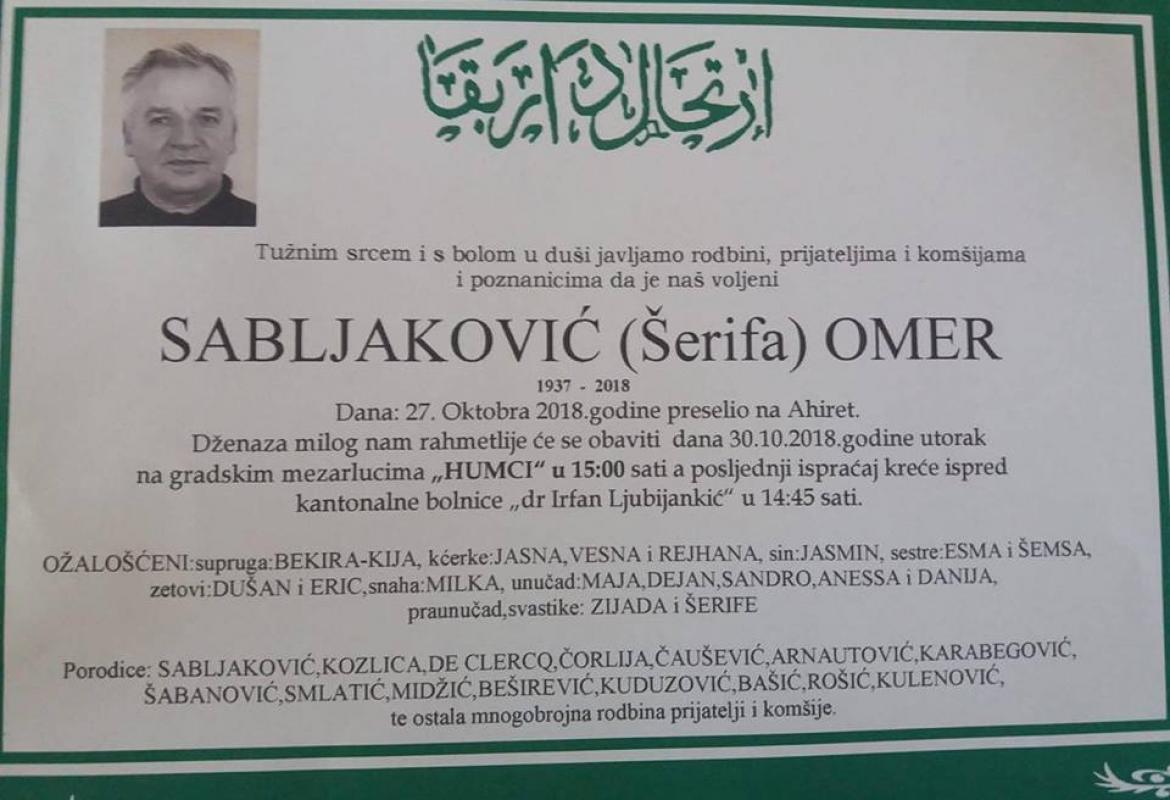 إرتحال دار بقا
Tužnim srcem i s bolom u duši javljamo rodbini, prijateljima i komšijama
i poznanicima da je naš voljeni
SABLJAKOVIĆ (Šerifa) OMER
1937 - 2018
Dana: 27. Oktobra 2018.godine preselio na Ahiret.
Dženaza milog nam rahmetlije će se obaviti dana 30.10.2018.godine utorak
na gradskim mezarlucima „HUMCI“ u 15:00 sati a posljednji ispraćaj kreće ispred
kantonalne bolnice „dr Irfan Ljubijankić“ u 14:45 sati.
OŽALOŠĆENI:supruga:BEKIRA-KIJA, kćerke:JASNA,VESNA i REJHANA, sin:JASMIN, sestre:ESMA i ŠEMSA,
zetovi:DUŠAN i ERIC,snaha:MILKA, unučad:MAJA,DEJAN,SANDRO,ANESSA i DANIJA,
praunučad,svastike: ZIJADA i ŠERIFE
Porodice: SABLJAKOVIĆ,KOZLICA,DE CLERCQ,ČORLIJA,ČAUŠEVIĆ,ARNAUTOVIĆ,KARABEGOVIĆ,
ŠABANOVIĆ,SMLATIĆ,MIDŽIĆ,BEŠIREVIĆ,KUDUZOVIĆ,BAŠIĆ,ROŠIĆ,KULENOVIĆ,
te ostala mnogobrojna rodbina prijatelji i komšije.